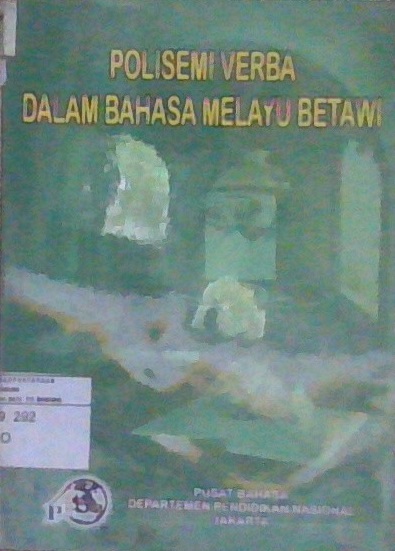 POLISEMI VERBA
DALAM BAHASA MELAYU BETAWI
292
O
P
PUSAT BAHASA
DEPARTEMEN PENDIDIKAN NASIONAL
JAKARTA